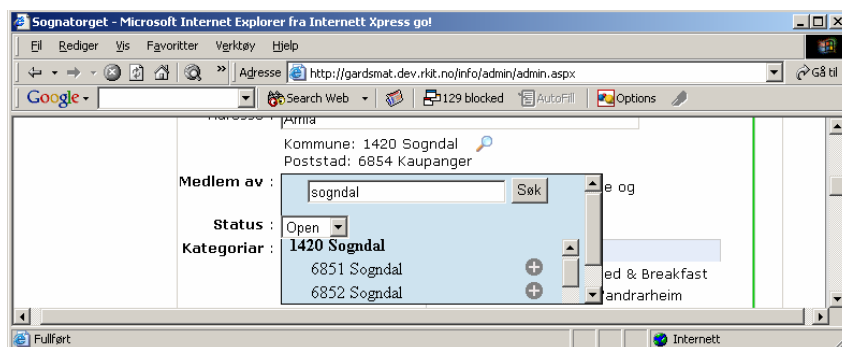 Sognatorget - Microsoft Internet Explorer fra Internett Xpress go!
Fil Rediger Vis Favoritter Verktøy Hjelp
Adresse http://gardsmat.dev.rkit.no/info/admin/admin.aspx Gå til
Google Search Web 129 blocked AutoFill Options
Kommune: 1420 Sogndal
Poststad: 6854 Kaupanger
Medlem av : sogndal Søk e og
Status : Open
Kategoriar : 1420 Sogndal
6851 Sogndal ed & Breakfast
6852 Sogndal andrarheim
Fullført Internett